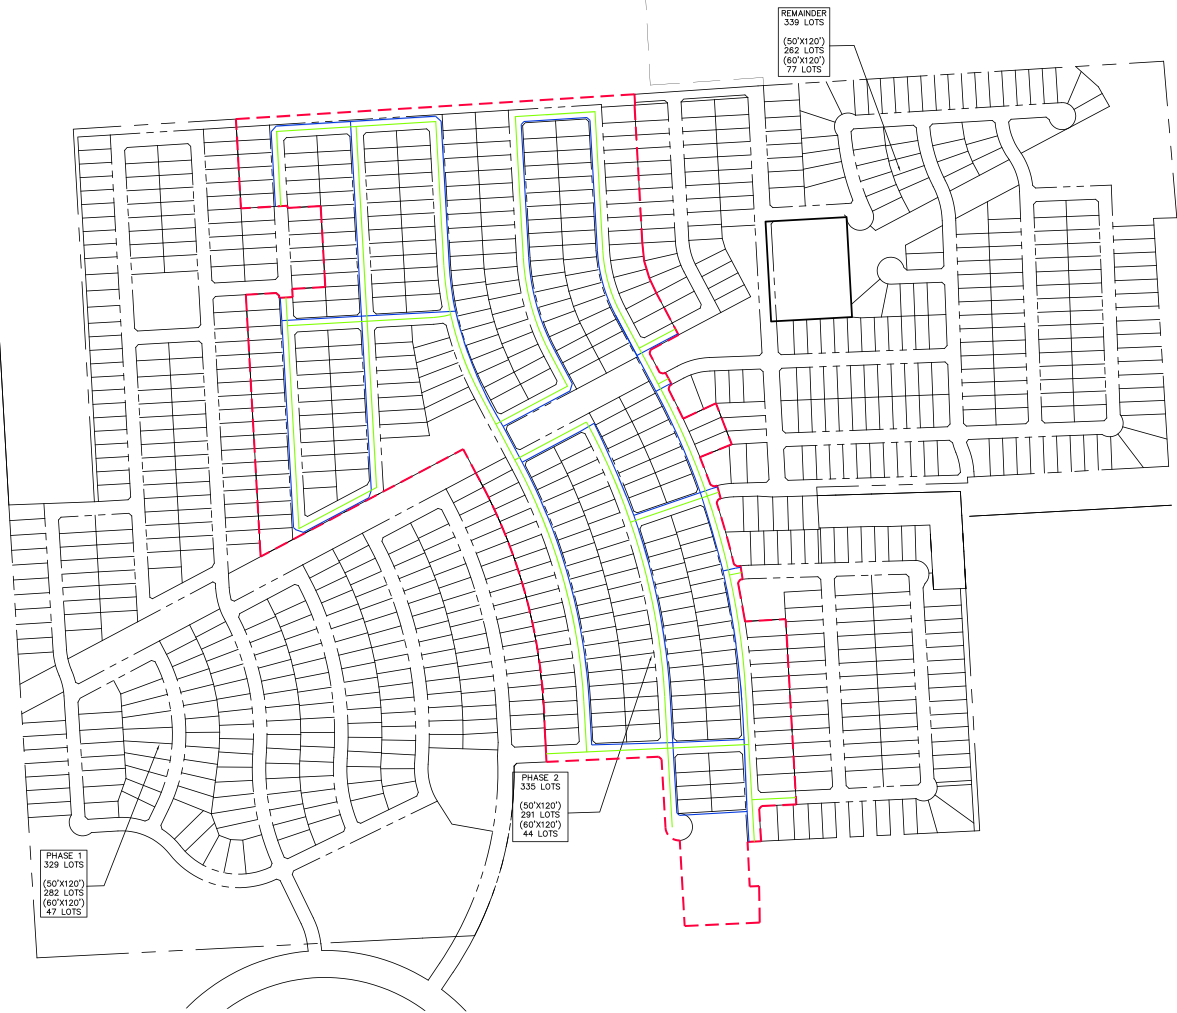 REMAINDER
339 LOTS
(50'X120')
262 LOTS
(60'X120')
77 LOTS
PHASE 2
335 LOTS
(50'X120')
291 LOTS
(60'X120')
44 LOTS
PHASE 1
329 LOTS
(50'X120')
282 LOTS
(60'X120')
47 LOTS